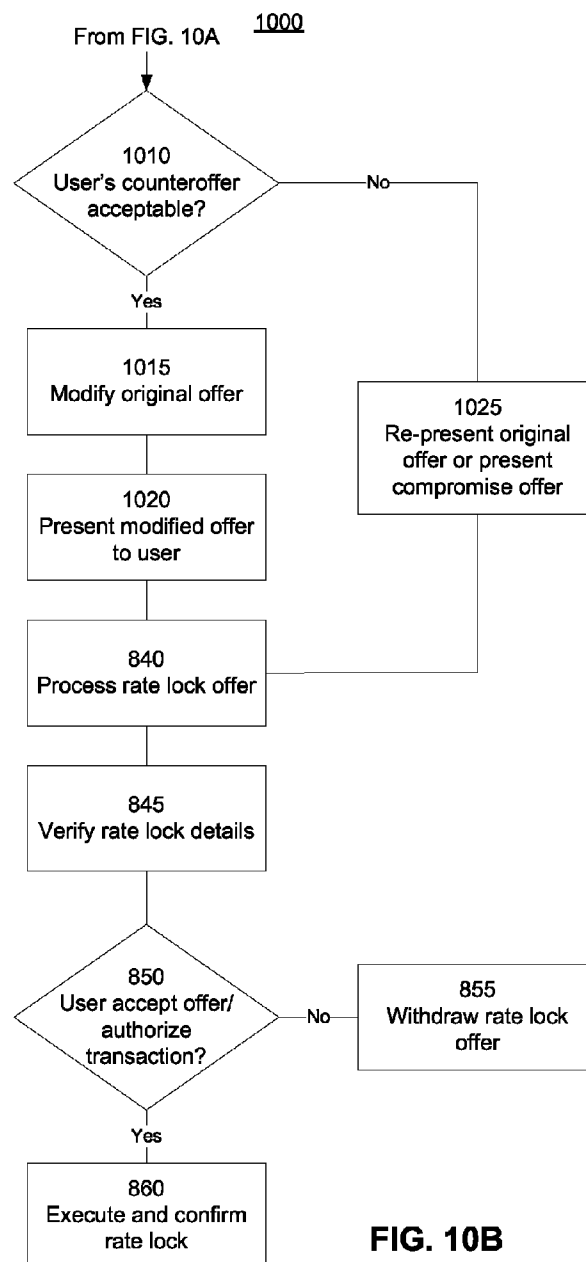 1000
From FIG. 10A
1010
User's counteroffer
acceptable?
No
Yes
1015
Modify original offer
1025
Re-present original
offer or present
compromise offer
1020
Present modified offer
to user
840
Process rate lock offer
845
Verify rate lock details
850
User accept offer/
authorize
transaction?
No
855
Withdraw rate lock
offer
Yes
860
Execute and confirm
rate lock
FIG. 10B